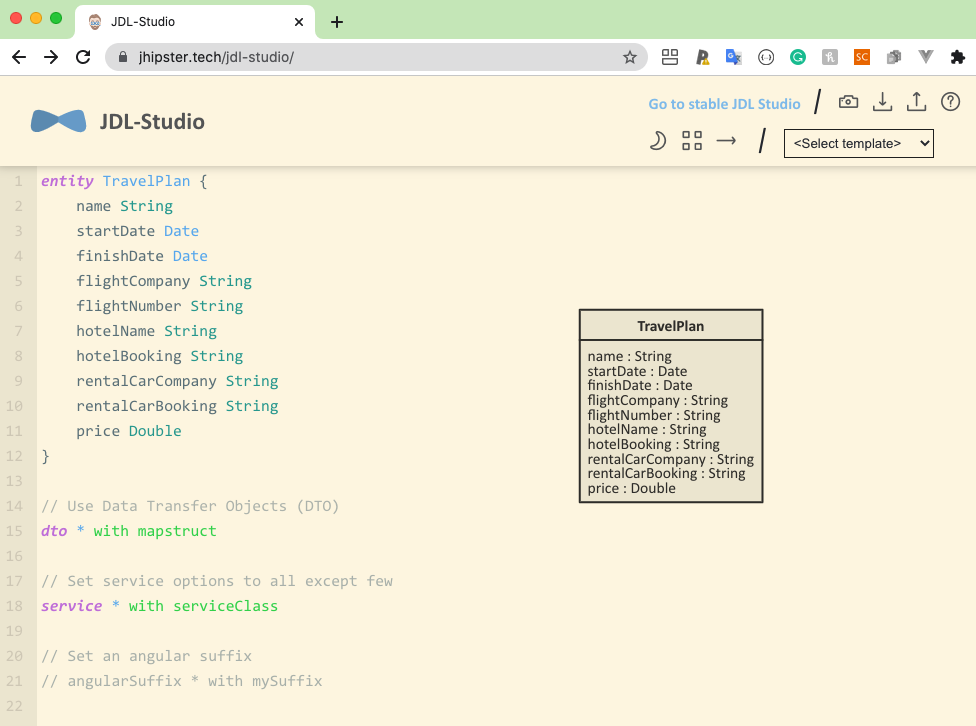 JDL-Studio
jhipster.tech/jdl-studio/
SC
JDL-Studio
Go to stable JDL Studio
<Select template>
1 entity TravelPlan {
2 name String
3 startDate Date
4 finishDate Date
5 flightCompany String
6 flightNumber String
7 hotelName String
8 hotelBooking String
9 rentalCarCompany String
10 rentalCarBooking String
11 price Double
12 }
13
14 // Use Data Transfer Objects (DTO)
15 dto * with mapstruct
16
17 // Set service options to all except few
18 service * with serviceClass
19
20 // Set an angular suffix
21 // angularSuffix * with mySuffix
22
TravelPlan
name : String
startDate : Date
finishDate : Date
flightCompany : String
flightNumber : String
hotelName : String
hotelBooking : String
rentalCarCompany : String
rentalCarBooking : String
price : Double